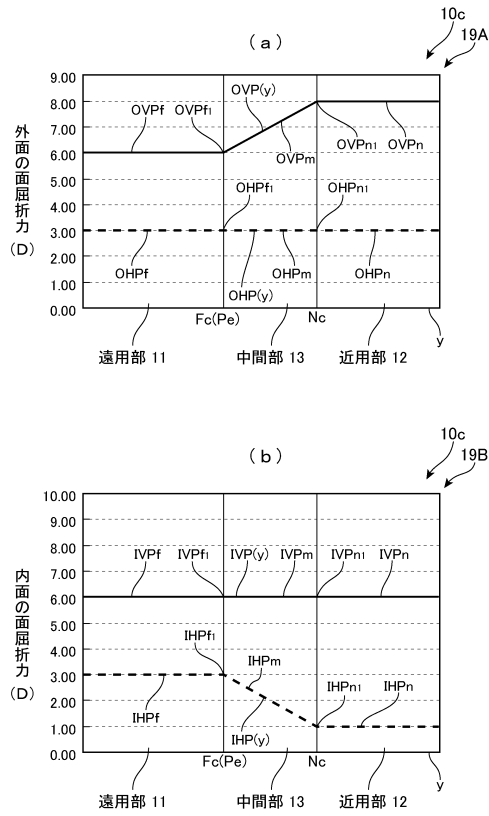 10c
19A
(a)
9.00
8.00
7.00
6.00
5.00
4.00
3.00
2.00
1.00
0.00
外面の面屈折力
(D)
OVPf
OVPf1
OVP(y)
OVPm
OVPn1
OVPn
OHPf1
OHPn1
OHPf
OHP(y)
OHPm
OHPn
Fc(Pe)
Nc
y
遠用部 11
中間部 13
近用部 12
10c
19B
(b)
10.00
9.00
8.00
7.00
6.00
5.00
4.00
3.00
2.00
1.00
0.00
内面の面屈折力
(D)
IVPf
IVPf1
IVP(y)
IVPm
IVPn1
IVPn
IHPf1
IHPm
IHPn1
IHPn
IHPf
IHP(y)
Fc(Pe)
Nc
y
遠用部 11
中間部 13
近用部 12